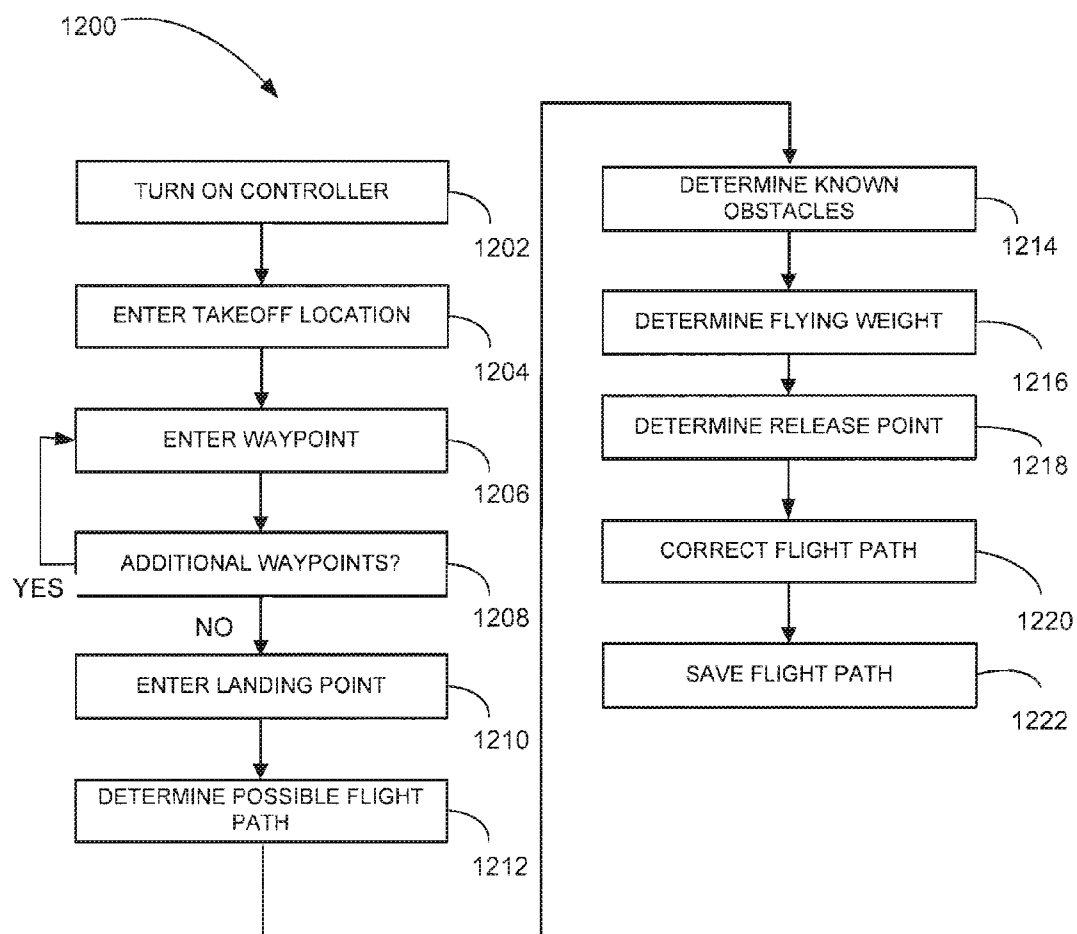 1200
TURN ON CONTROLLER
1202
ENTER TAKEOFF LOCATION
1204
ENTER WAYPOINT
1206
ADDITIONAL WAYPOINTS?
YES
1208
NO
ENTER LANDING POINT
1210
DETERMINE POSSIBLE FLIGHT
PATH
1212
DETERMINE KNOWN
OBSTACLES
1214
DETERMINE FLYING WEIGHT
1216
DETERMINE RELEASE POINT
1218
CORRECT FLIGHT PATH
1220
SAVE FLIGHT PATH
1222